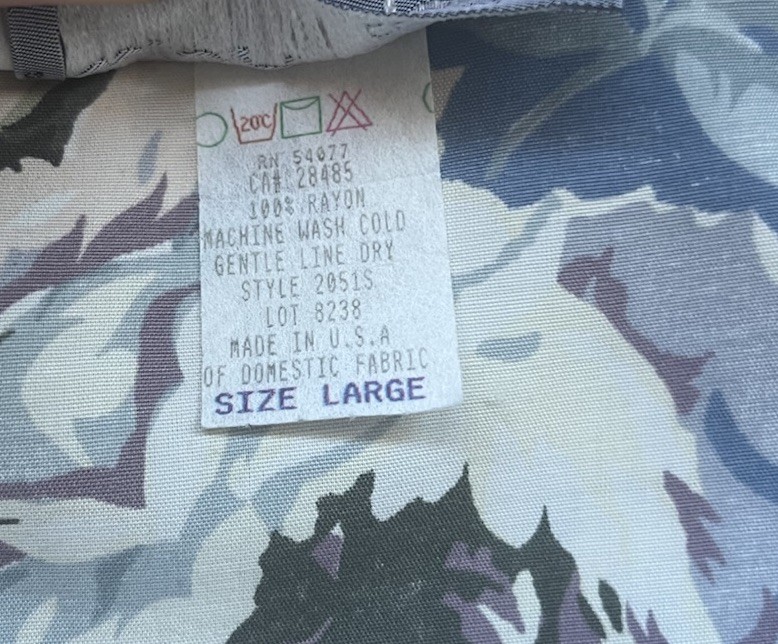 20°C
RN 54077
CA# 28485
100% RAYON
MACHINE WASH COLD
GENTLE LINE DRY
STYLE 2051S
LOT 8238
MADE IN U.S.A
OF DOMESTIC FABRIC
SIZE LARGE